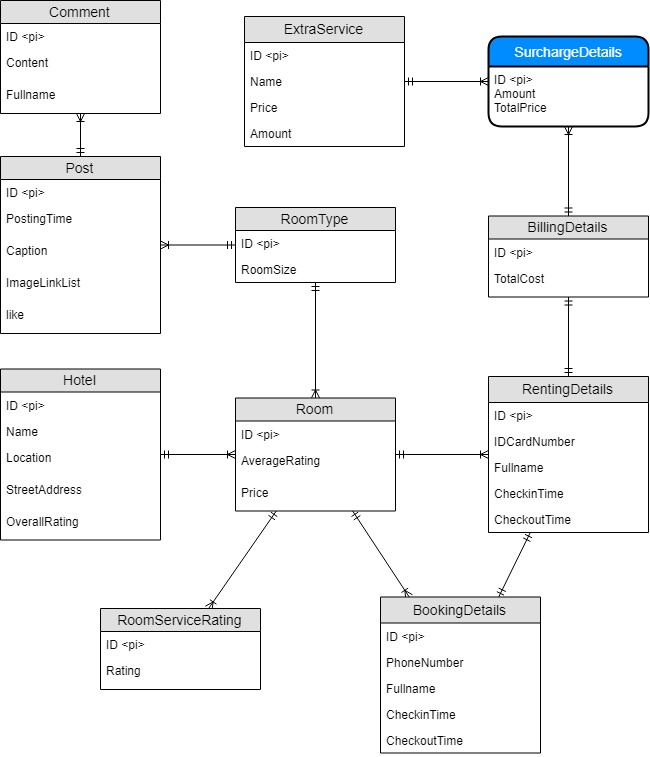 Comment
ID <pi>
Content
Fullname
ExtraService
ID <pi>
Name
Price
Amount
SurchargeDetails
ID <pi>
Amount
TotalPrice
Post
ID <pi>
PostingTime
Caption
ImageLinkList
like
RoomType
ID <pi>
RoomSize
BillingDetails
ID <pi>
TotalCost
Hotel
ID <pi>
Name
Location
StreetAddress
OverallRating
Room
ID <pi>
AverageRating
Price
RentingDetails
ID <pi>
IDCardNumber
Fullname
CheckinTime
CheckoutTime
RoomServiceRating
ID <pi>
Rating
BookingDetails
ID <pi>
PhoneNumber
Fullname
CheckinTime
CheckoutTime